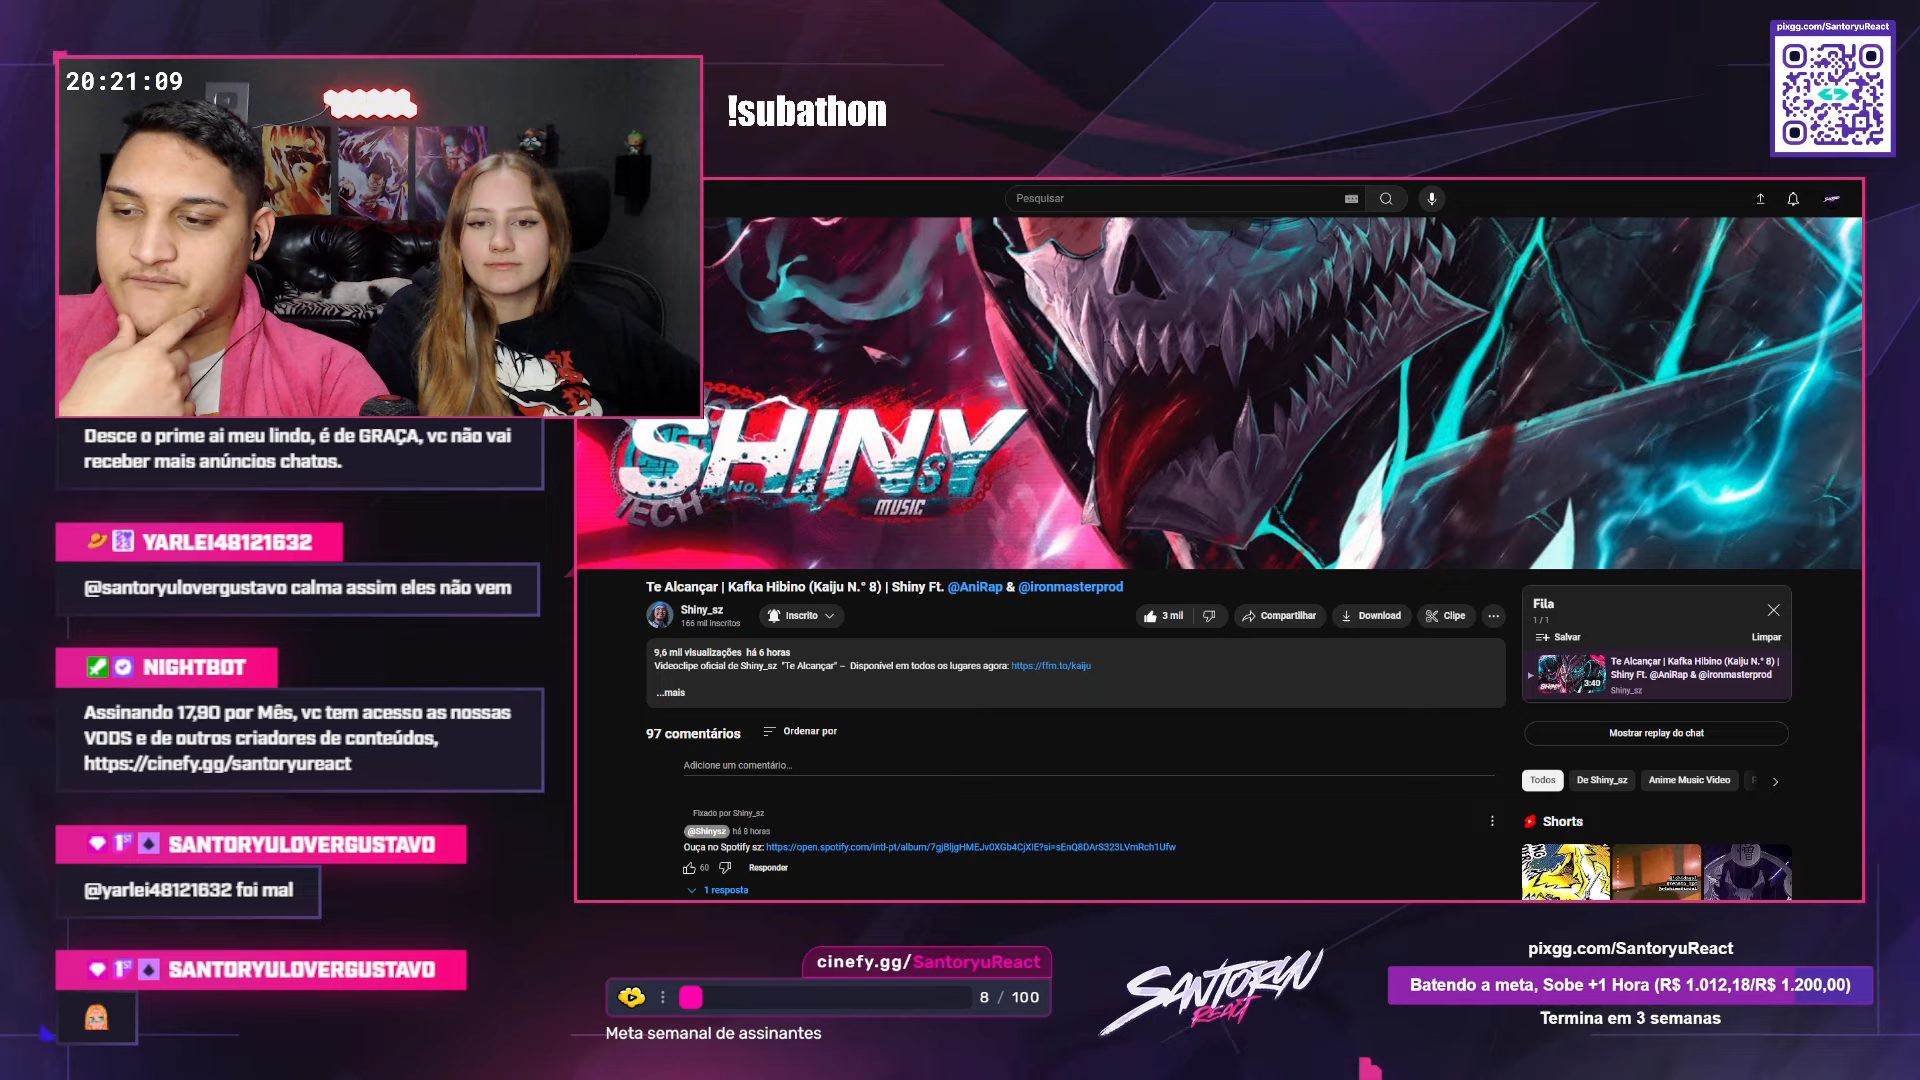 20:21:09
!subathon
pixgg.com/SantoryuReact
Pesquisar
SHINY
SZ
MUSIC
TECH
Desce o prime ai meu lindo, é de GRAÇA, vc não vai
receber mais anúncios chatos.
YARLEI48121632
@santoryulovergustavo calma assim eles não vem
NIGHTBOT
Assinando 17,90 por Mês, vc tem acesso as nossas
VODS e de outros criadores de conteúdos,
https://cinefy.gg/santoryureact
1ST SANTORYULOVERGUSTAVO
@yarlei48121632 foi mal
1ST SANTORYULOVERGUSTAVO
Te Alcançar | Kafka Hibino (Kaiju N.° 8) | Shiny Ft. @AniRap & @ironmasterprod
Shiny_sz
166 mil inscritos
Inscrito
3 mil
Compartilhar
Download
Clipe
9,6 mil visualizações há 6 horas
Videoclipe oficial de Shiny_sz "Te Alcançar" – Disponível em todos os lugares agora: https://ffm.to/kaiju
...mais
97 comentários
Ordenar por
Adicione um comentário...
Fixado por Shiny_sz
@Shinysz há 8 horas
Ouça no Spotify sz: https://open.spotify.com/intl-pt/album/7gjBljgHMEJv0XGb4CjXIE?si=sEnQ8DArS323LVmRch1Ufw
60
Responder
1 resposta
Fila
1 / 1
Salvar
Limpar
Te Alcançar | Kafka Hibino (Kaiju N.° 8) |
Shiny Ft. @AniRap & @ironmasterprod
Shiny_sz
SHINY
3:40
Mostrar replay do chat
Todos
De Shiny_sz
Anime Music Video
Shorts
cinefy.gg/SantoryuReact
8 / 100
Meta semanal de assinantes
SANTORYU
REACT
pixgg.com/SantoryuReact
Batendo a meta, Sobe +1 Hora (R$ 1.012,18/R$ 1.200,00)
Termina em 3 semanas